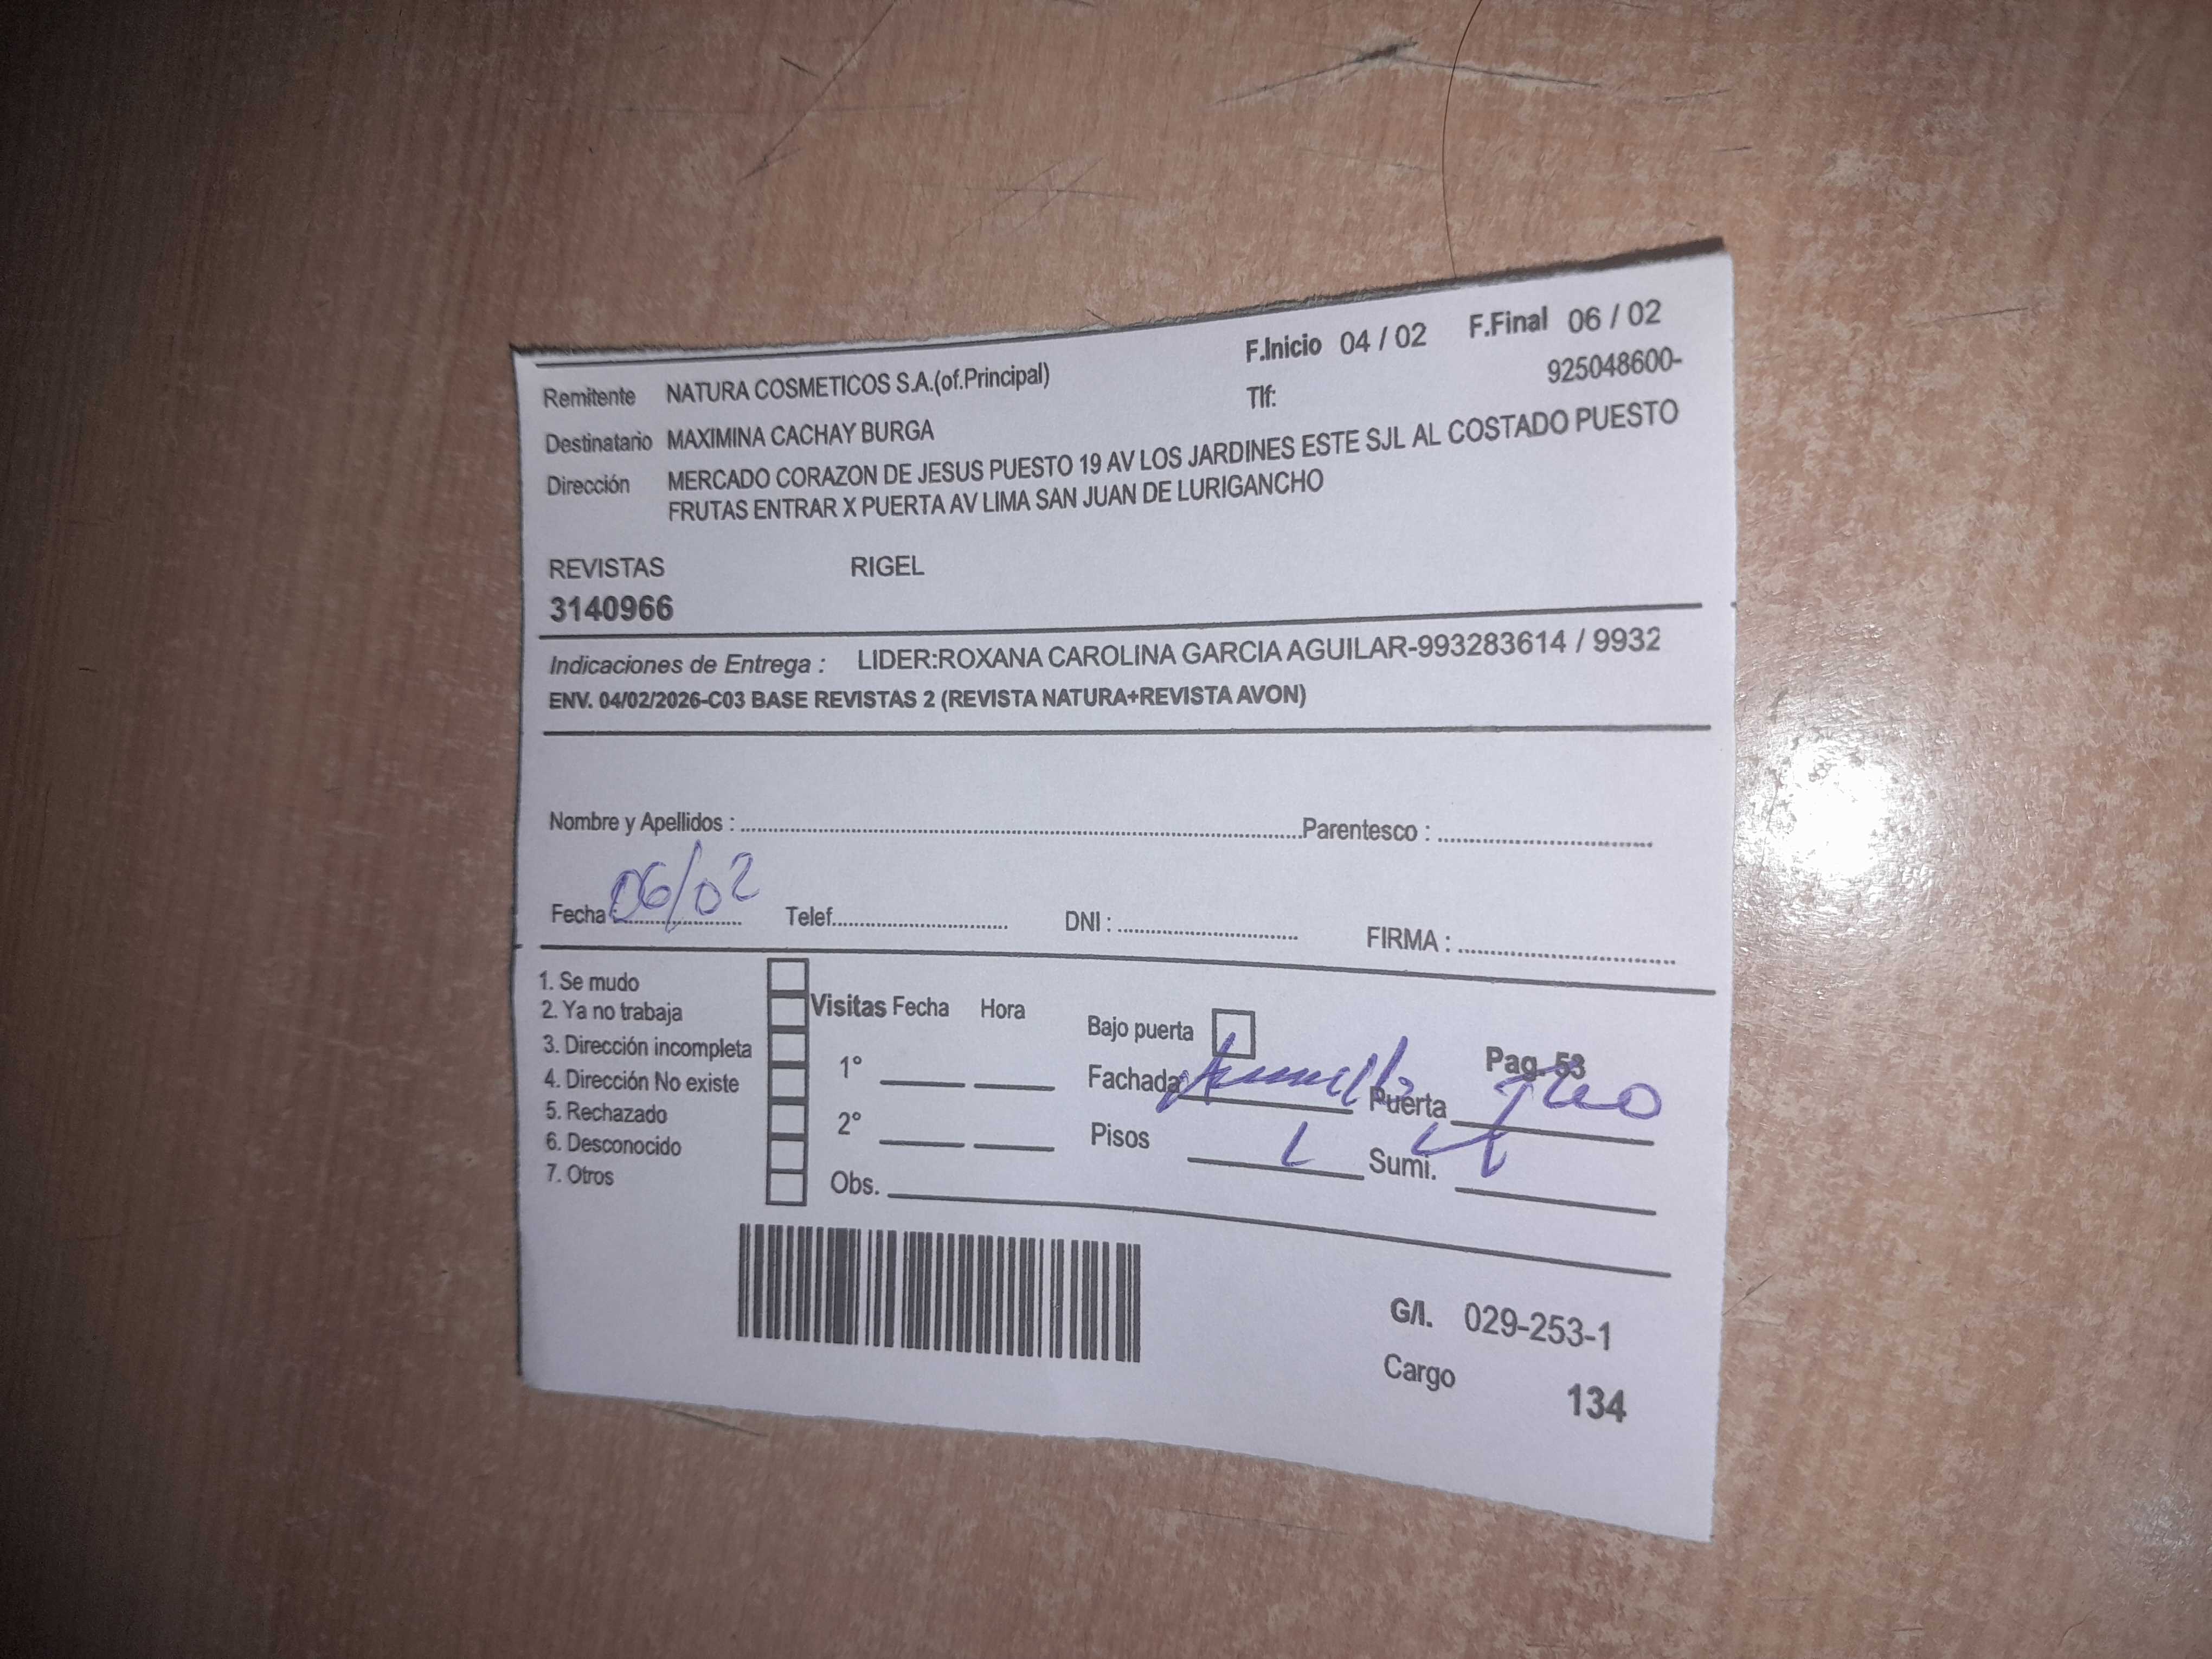 F.Inicio 04 / 02 F.Final 06 / 02
Remitente NATURA COSMETICOS S.A.(of.Principal) Tlf: 925048600-
Destinatario MAXIMINA CACHAY BURGA
Dirección MERCADO CORAZON DE JESUS PUESTO 19 AV LOS JARDINES ESTE SJL AL COSTADO PUESTO
FRUTAS ENTRAR X PUERTA AV LIMA SAN JUAN DE LURIGANCHO
REVISTAS RIGEL
3140966
Indicaciones de Entrega : LIDER:ROXANA CAROLINA GARCIA AGUILAR-993283614 / 9932
ENV. 04/02/2026-C03 BASE REVISTAS 2 (REVISTA NATURA+REVISTA AVON)
Nombre y Apellidos : Parentesco :
Fecha : 06/02 Telef. DNI : FIRMA :
1. Se mudo
2. Ya no trabaja
3. Dirección incompleta
4. Dirección No existe
5. Rechazado
6. Desconocido
7. Otros
Visitas Fecha Hora
1°
2°
Obs.
Bajo puerta
Pag. 53
Fachada Puerta
Pisos 1 Sumi.
G/I. 029-253-1
Cargo 134